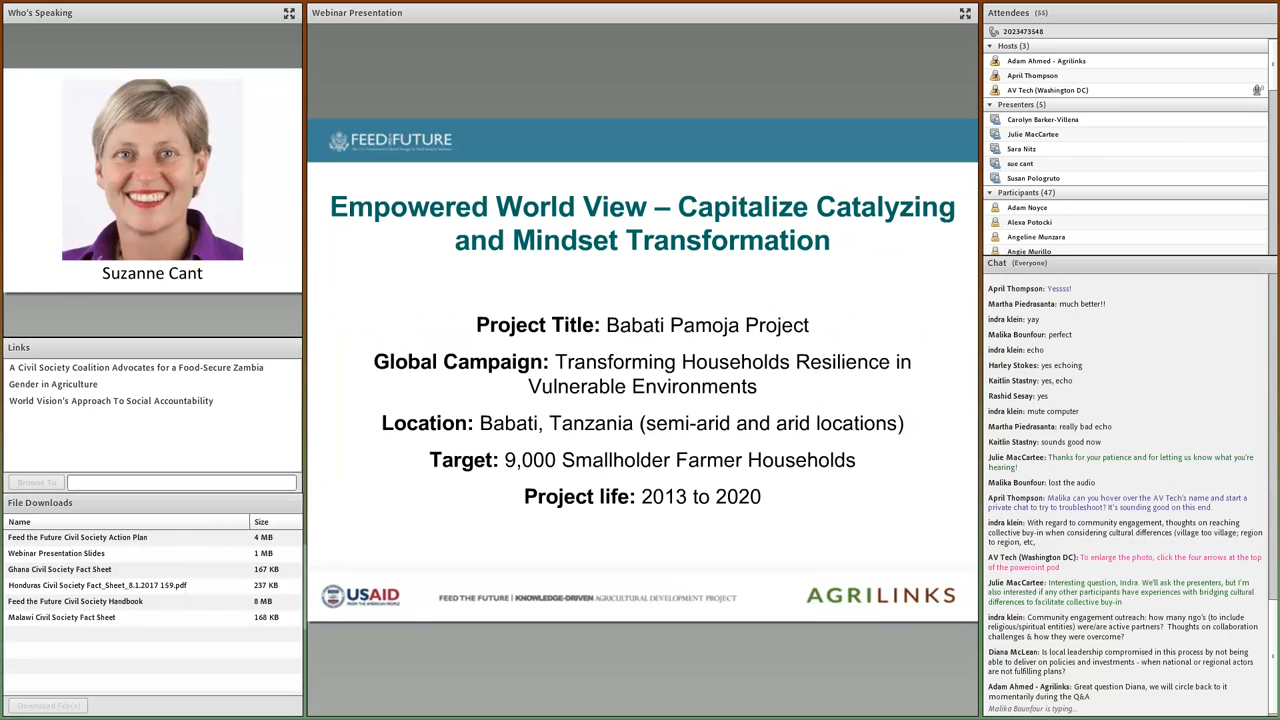 Who's Speaking
Suzanne Cant
Links
A Civil Society Coalition Advocates for a Food-Secure Zambia
Gender in Agriculture
World Vision's Approach To Social Accountability
Browse To
File Downloads
Name Size
Feed the Future Civil Society Action Plan 4 MB
Webinar Presentation Slides 1 MB
Ghana Civil Society Fact Sheet 167 KB
Honduras Civil Society Fact_Sheet_8.1.2017 159.pdf 237 KB
Feed the Future Civil Society Handbook 8 MB
Malawi Civil Society Fact Sheet 168 KB
Download File(s)
Webinar Presentation
FEED THE FUTURE
Empowered World View – Capitalize Catalyzing
and Mindset Transformation
Project Title: Babati Pamoja Project
Global Campaign: Transforming Households Resilience in
Vulnerable Environments
Location: Babati, Tanzania (semi-arid and arid locations)
Target: 9,000 Smallholder Farmer Households
Project life: 2013 to 2020
USAID
FROM THE AMERICAN PEOPLE
FEED THE FUTURE | KNOWLEDGE-DRIVEN AGRICULTURAL DEVELOPMENT PROJECT
AGRILINKS
Attendees (55)
2023473548
Hosts (3)
Adam Ahmed - Agrilinks
April Thompson
AV Tech (Washington DC)
Presenters (5)
Carolyn Barker-Villena
Julie MacCartee
Sara Nitz
sue cant
Susan Pologruto
Participants (47)
Adam Noyce
Alexa Potocki
Angeline Munzara
Angie Murillo
Chat (Everyone)
April Thompson: Yessss!
Martha Piedrasanta: much better!!
indra klein: yay
Malika Bounfour: perfect
indra klein: echo
Harley Stokes: yes echoing
Kaitlin Stastny: yes, echo
Rashid Sesay: yes
indra klein: mute computer
Martha Piedrasanta: really bad echo
Kaitlin Stastny: sounds good now
Julie MacCartee: Thanks for your patience and for letting us know what you're
hearing!
Malika Bounfour: lost the audio
April Thompson: Malika can you hover over the AV Tech's name and start a
private chat to try to troubleshoot? It's sounding good on this end.
indra klein: With regard to community engagement, thoughts on reaching
collective buy-in when considering cultural differences (village too village; region
to region, etc,
AV Tech (Washington DC): To enlarge the photo, click the four arrows at the top
of the poweroint pod
Julie MacCartee: Interesting question, Indra. We'll ask the presenters, but I'm
also interested if any other participants have experiences with bridging cultural
differences to facilitate collective buy-in
indra klein: Community engagement outreach: how many ngo's (to include
religious/spiritual entities) were/are active partners? Thoughts on collaboration
challenges & how they were overcome?
Diana McLean: Is local leadership compromised in this process by not being
able to deliver on policies and investments - when national or regional actors
are not fulfilling plans?
Adam Ahmed - Agrilinks: Great question Diana, we will circle back to it
momentarily during the Q&A
Malika Bounfour is typing...